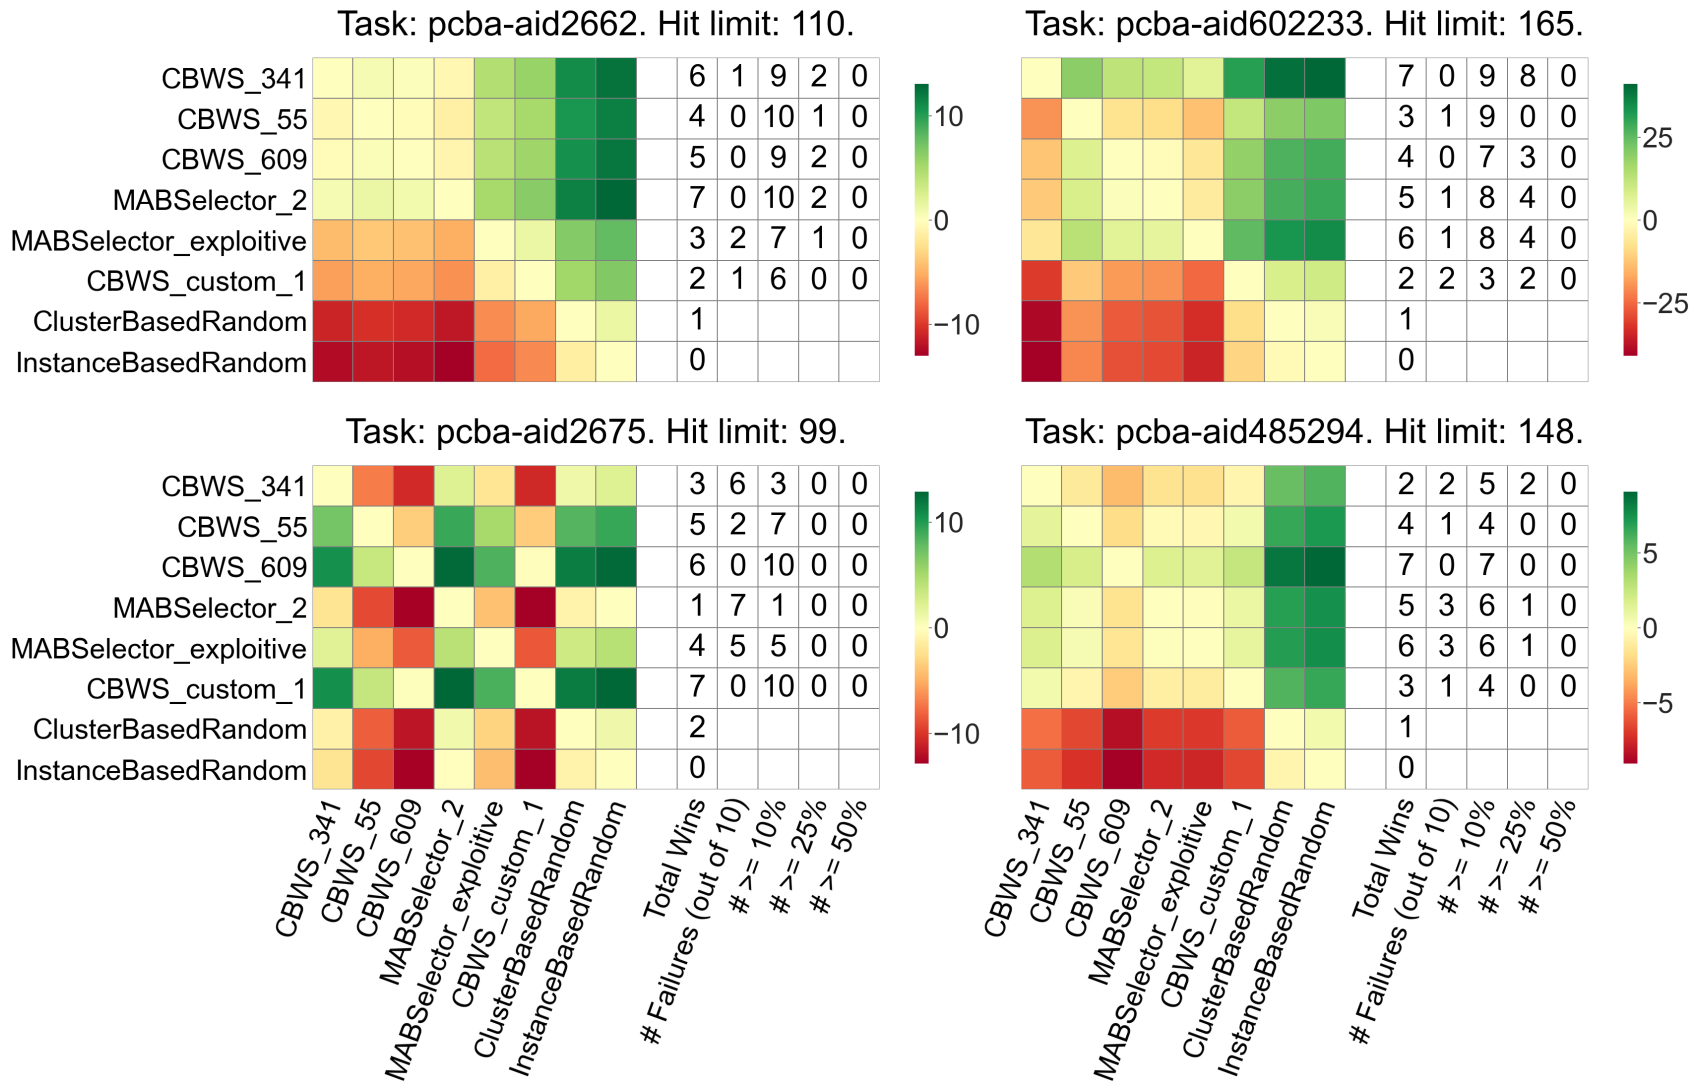 Task: pcba-aid2662. Hit limit: 110.
CBWS_341 6 1 9 2 0
CBWS_55 4 0 10 1 0
CBWS_609 5 0 9 2 0
MABSelector_2 7 0 10 2 0
MABSelector_exploitive 3 2 7 1 0
CBWS_custom_1 2 1 6 0 0
ClusterBasedRandom 1
InstanceBasedRandom 0
10
0
−10
Task: pcba-aid602233. Hit limit: 165.
7 0 9 8 0
3 1 9 0 0
4 0 7 3 0
5 1 8 4 0
6 1 8 4 0
2 2 3 2 0
1
0
25
0
−25
Task: pcba-aid2675. Hit limit: 99.
CBWS_341 3 6 3 0 0
CBWS_55 5 2 7 0 0
CBWS_609 6 0 10 0 0
MABSelector_2 1 7 1 0 0
MABSelector_exploitive 4 5 5 0 0
CBWS_custom_1 7 0 10 0 0
ClusterBasedRandom 2
InstanceBasedRandom 0
10
0
−10
CBWS_341
CBWS_55
CBWS_609
MABSelector_2
MABSelector_exploitive
CBWS_custom_1
ClusterBasedRandom
InstanceBasedRandom
Total Wins
# Failures (out of 10)
# >= 10%
# >= 25%
# >= 50%
Task: pcba-aid485294. Hit limit: 148.
2 2 5 2 0
4 1 4 0 0
7 0 7 0 0
5 3 6 1 0
6 3 6 1 0
3 1 4 0 0
1
0
5
0
−5
CBWS_341
CBWS_55
CBWS_609
MABSelector_2
MABSelector_exploitive
CBWS_custom_1
ClusterBasedRandom
InstanceBasedRandom
Total Wins
# Failures (out of 10)
# >= 10%
# >= 25%
# >= 50%